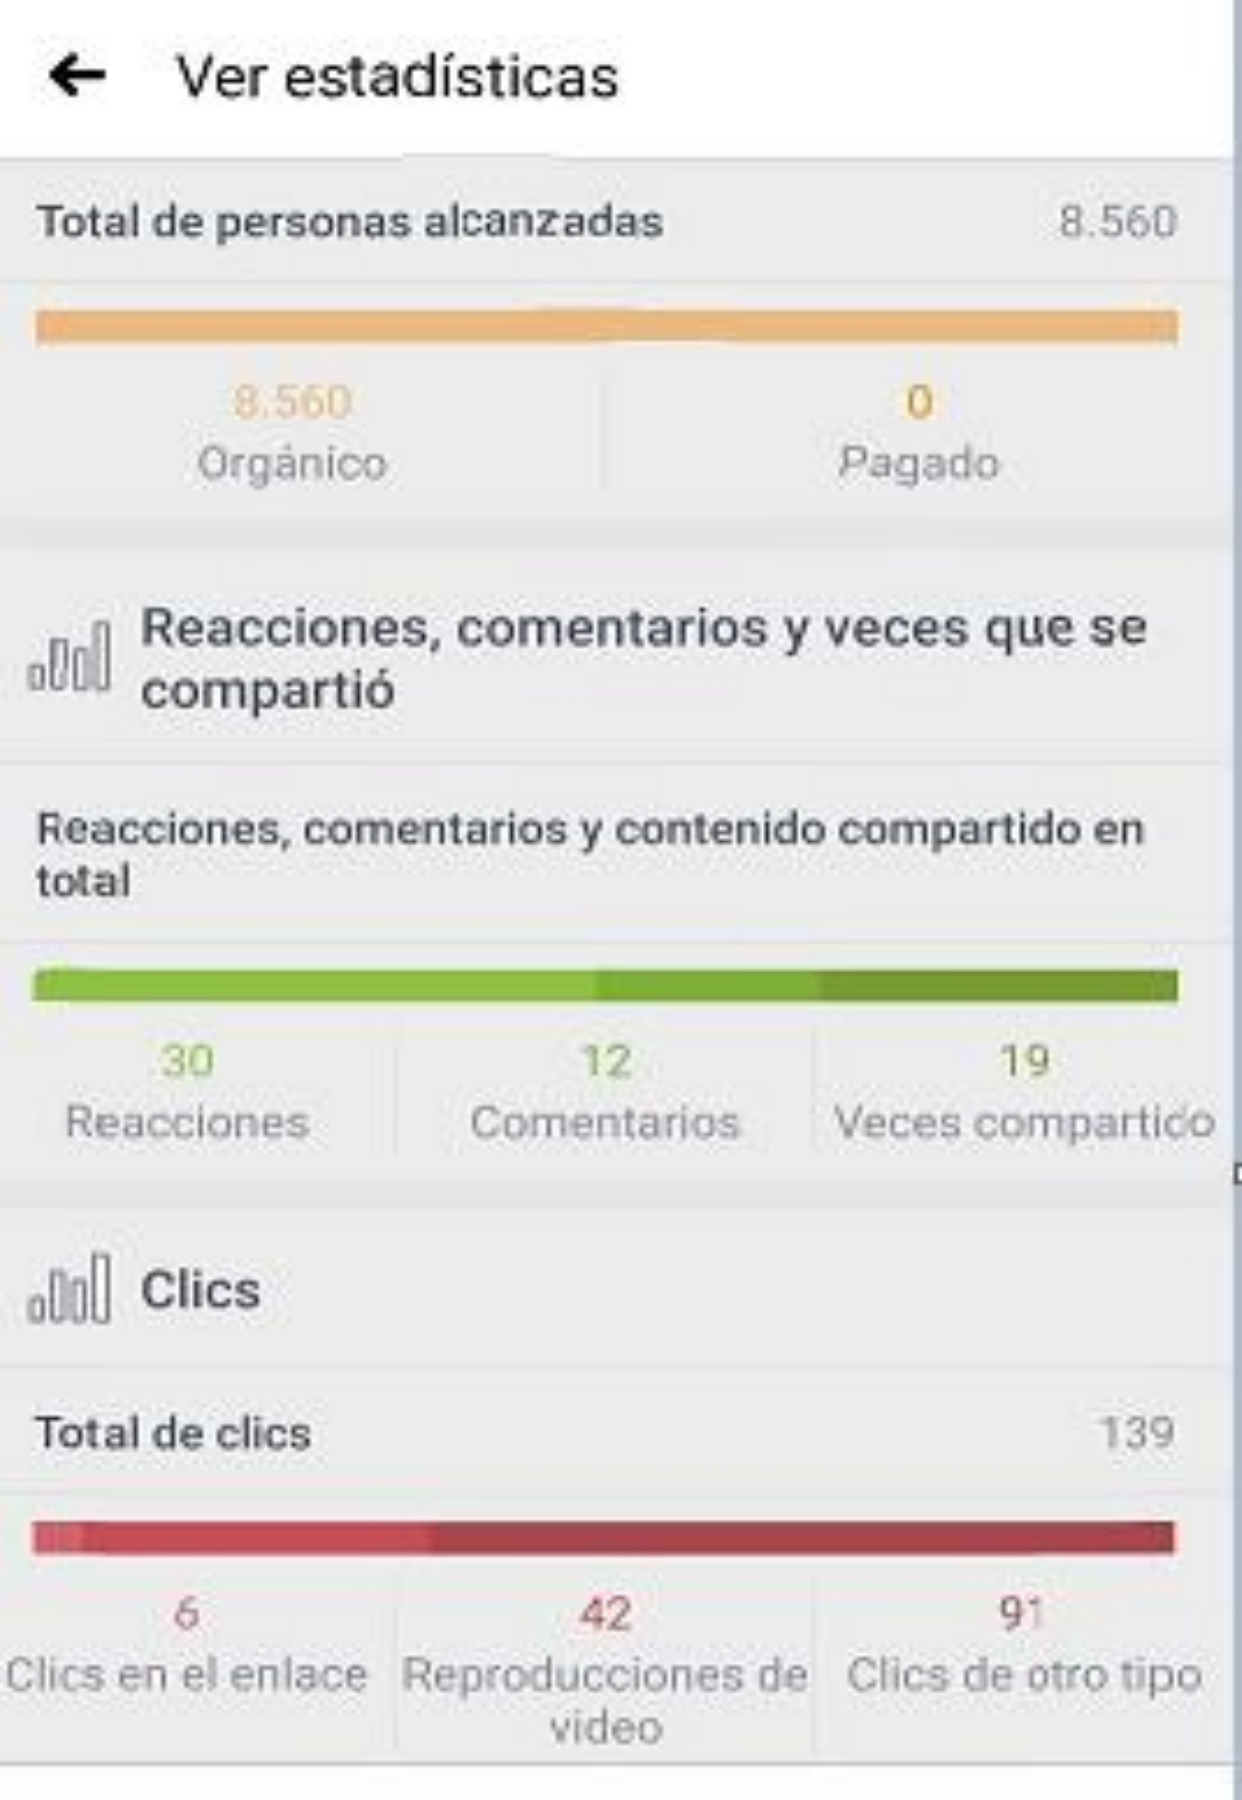 Ver estadísticas
Total de personas alcanzadas 8.560
8.560 0
Orgánico Pagado
Reacciones, comentarios y veces que se
compartió
Reacciones, comentarios y contenido compartido en
total
30 12 19
Reacciones Comentarios Veces compartido
Clics
Total de clics 139
6 42 91
Clics en el enlace Reproducciones de Clics de otro tipo
video